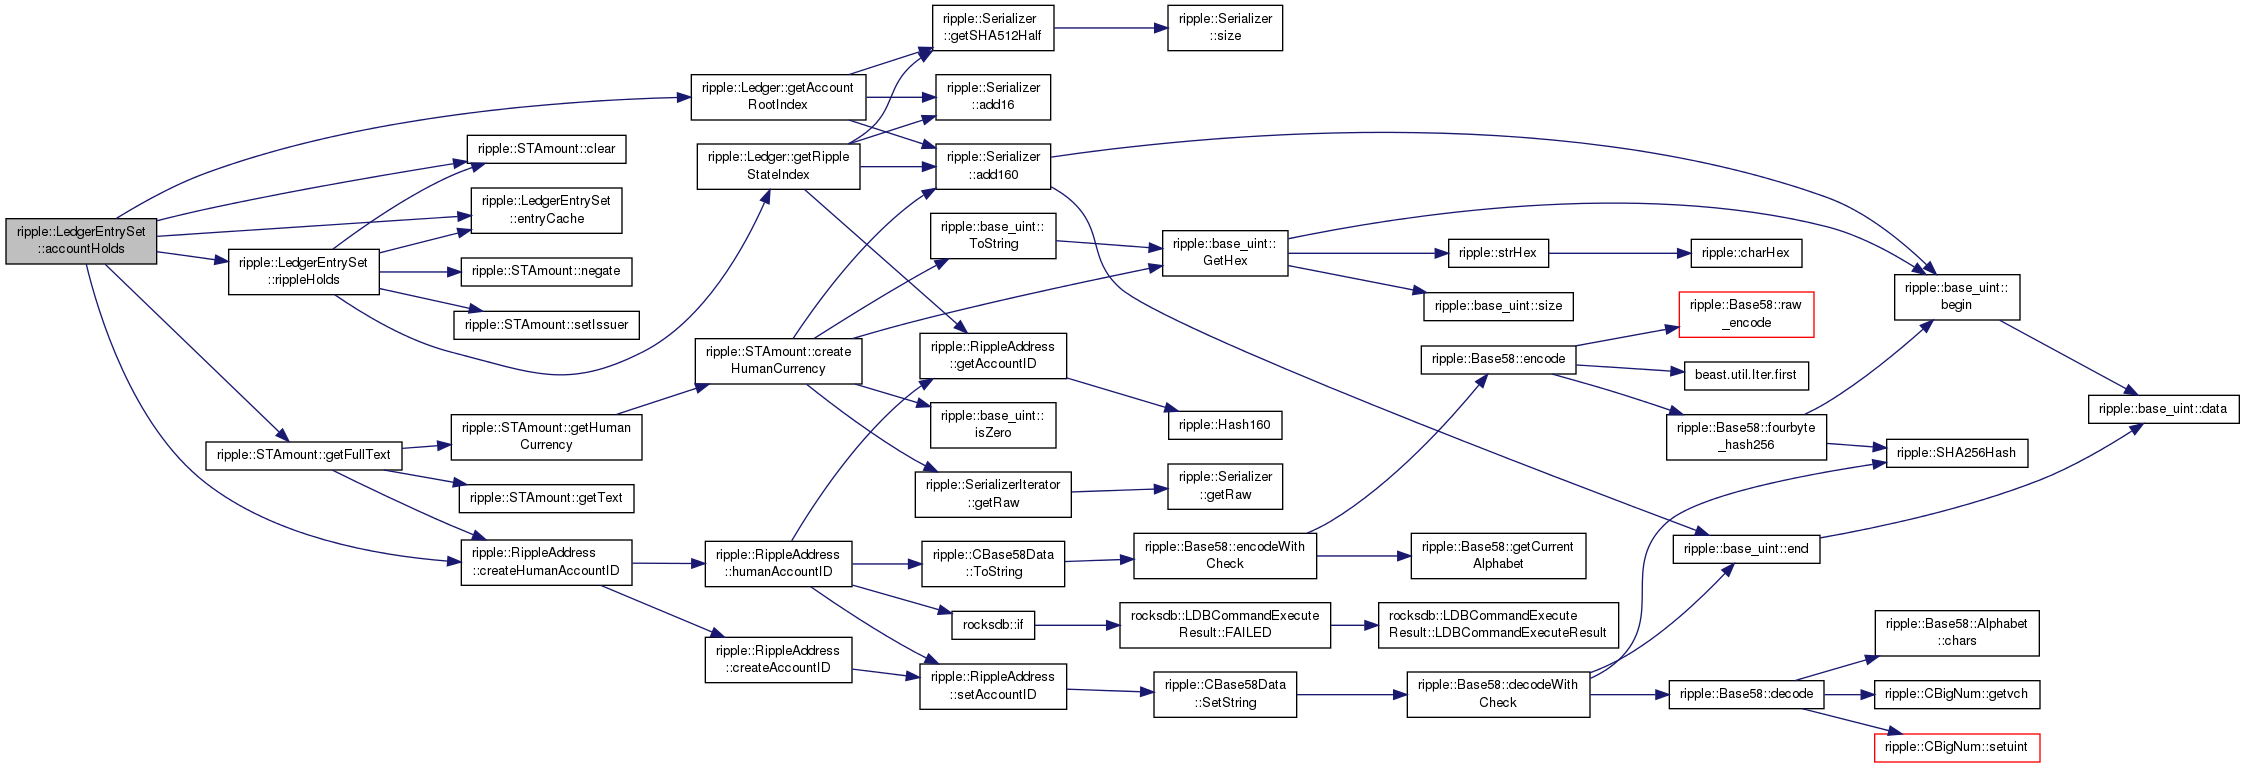 ripple::LedgerEntrySet
::accountHolds
ripple::Ledger::getAccount
RootIndex
ripple::Serializer
::getSHA512Half
ripple::Serializer
::size
ripple::Serializer
::add16
ripple::Serializer
::add160
ripple::STAmount::clear
ripple::LedgerEntrySet
::entryCache
ripple::LedgerEntrySet
::rippleHolds
ripple::STAmount::negate
ripple::STAmount::setIssuer
ripple::Ledger::getRipple
StateIndex
ripple::base_uint::
ToString
ripple::base_uint::
GetHex
ripple::strHex
ripple::charHex
ripple::base_uint::size
ripple::base_uint::
begin
ripple::base_uint::data
ripple::STAmount::create
HumanCurrency
ripple::RippleAddress
::getAccountID
ripple::Hash160
ripple::base_uint::
isZero
ripple::SerializerIterator
::getRaw
ripple::Serializer
::getRaw
ripple::Base58::encode
ripple::Base58::raw
_encode
beast.util.Iter.first
ripple::Base58::fourbyte
_hash256
ripple::SHA256Hash
ripple::STAmount::getFullText
ripple::STAmount::getHuman
Currency
ripple::STAmount::getText
ripple::RippleAddress
::createHumanAccountID
ripple::RippleAddress
::humanAccountID
ripple::RippleAddress
::createAccountID
ripple::CBase58Data
::ToString
ripple::Base58::encodeWith
Check
ripple::Base58::getCurrent
Alphabet
ripple::base_uint::end
rocksdb::if
rocksdb::LDBCommandExecute
Result::FAILED
rocksdb::LDBCommandExecute
Result::LDBCommandExecuteResult
ripple::RippleAddress
::setAccountID
ripple::CBase58Data
::SetString
ripple::Base58::decodeWith
Check
ripple::Base58::decode
ripple::Base58::Alphabet
::chars
ripple::CBigNum::getvch
ripple::CBigNum::setuint